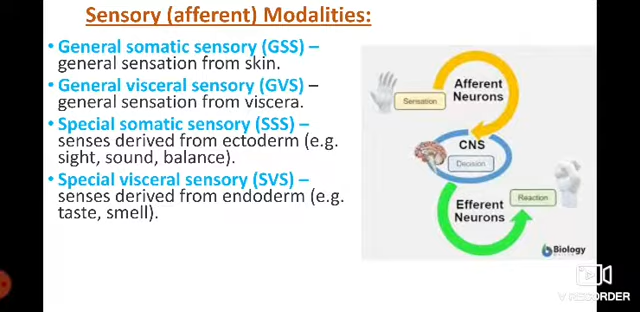 Sensory (afferent) Modalities:
• General somatic sensory (GSS) –
general sensation from skin.
• General visceral sensory (GVS) –
general sensation from viscera.
• Special somatic sensory (SSS) –
senses derived from ectoderm (e.g.
sight, sound, balance).
• Special visceral sensory (SVS) –
senses derived from endoderm (e.g.
taste, smell).
Afferent
Neurons
Sensation
CNS
Decision
Efferent
Neurons
Reaction
Biology
V RECORDER